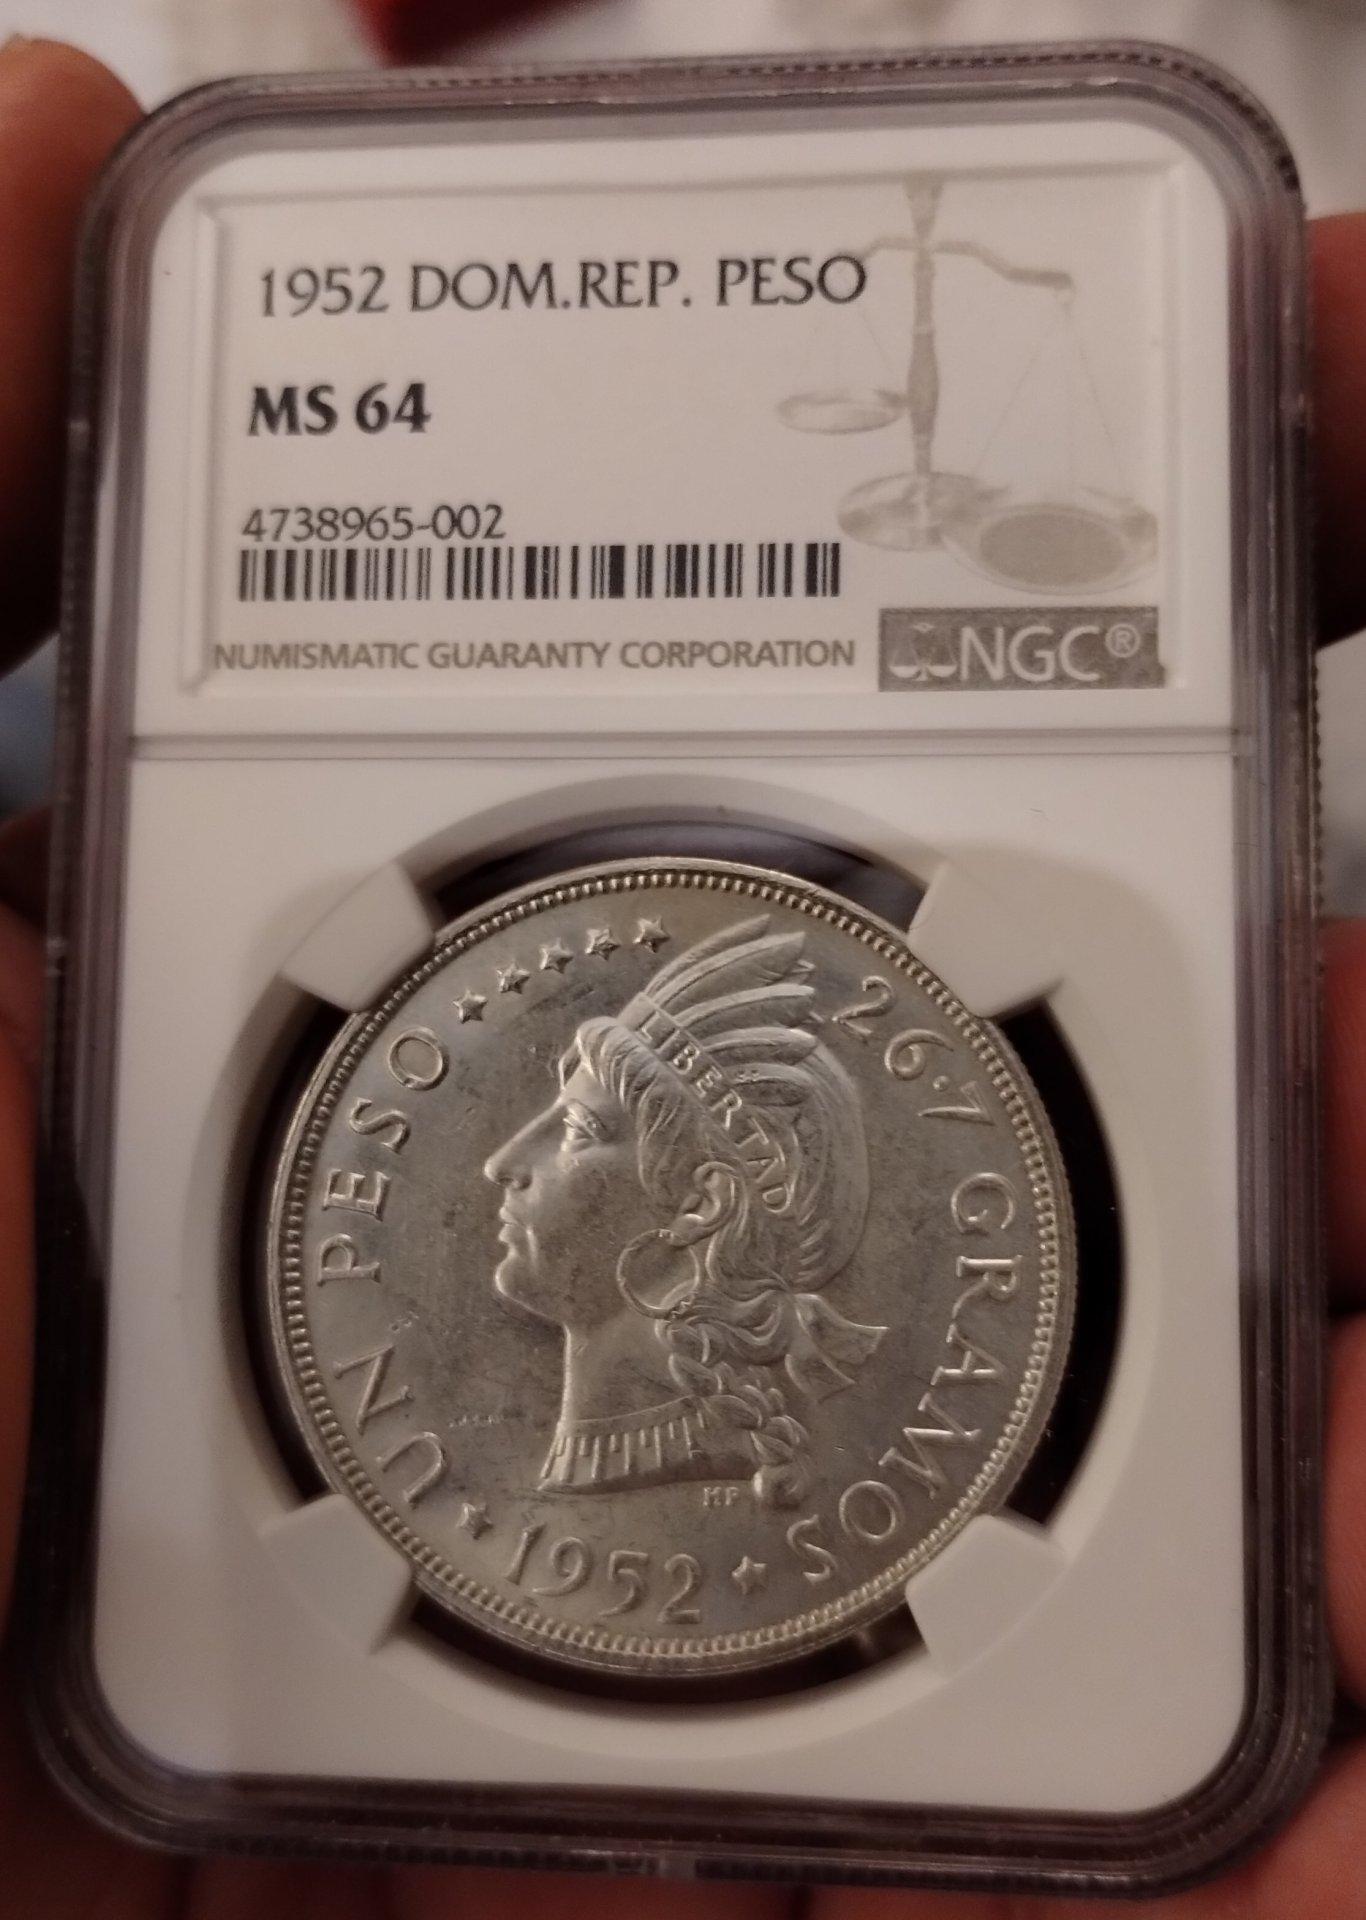 1952 DOM.REP. PESO
MS 64
4738965-002
NUMISMATIC GUARANTY CORPORATION
NGC®
UN PESO
26·7 GRAMOS
LIBERTAD
HP
1952